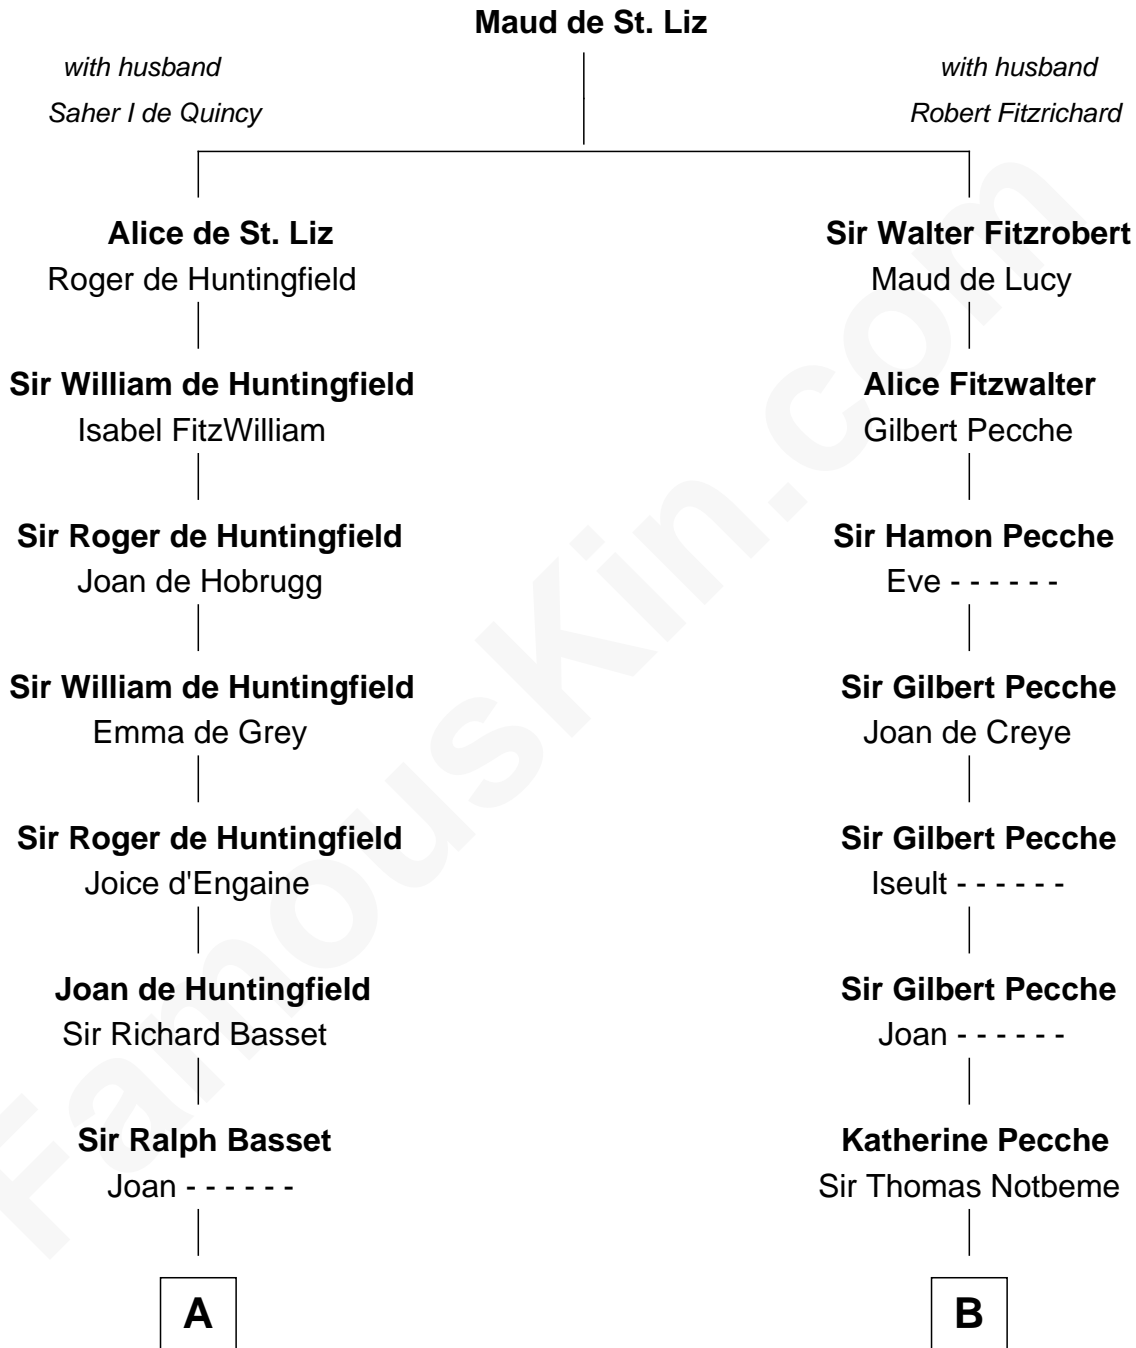 Maud de St. Liz
with husband
Saher I de Quincy
with husband
Robert Fitzrichard
Alice de St. Liz
Roger de Huntingfield
Sir William de Huntingfield
Isabel FitzWilliam
Sir Roger de Huntingfield
Joan de Hobrugg
Sir William de Huntingfield
Emma de Grey
Sir Roger de Huntingfield
Joice d'Engaine
Joan de Huntingfield
Sir Richard Basset
Sir Ralph Basset
Joan - - - - - -
A
Sir Walter Fitzrobert
Maud de Lucy
Alice Fitzwalter
Gilbert Pecche
Sir Hamon Pecche
Eve - - - - - -
Sir Gilbert Pecche
Joan de Creye
Sir Gilbert Pecche
Iseult - - - - - -
Sir Gilbert Pecche
Joan - - - - - -
Katherine Pecche
Sir Thomas Notbeme
B
FamousKin.com